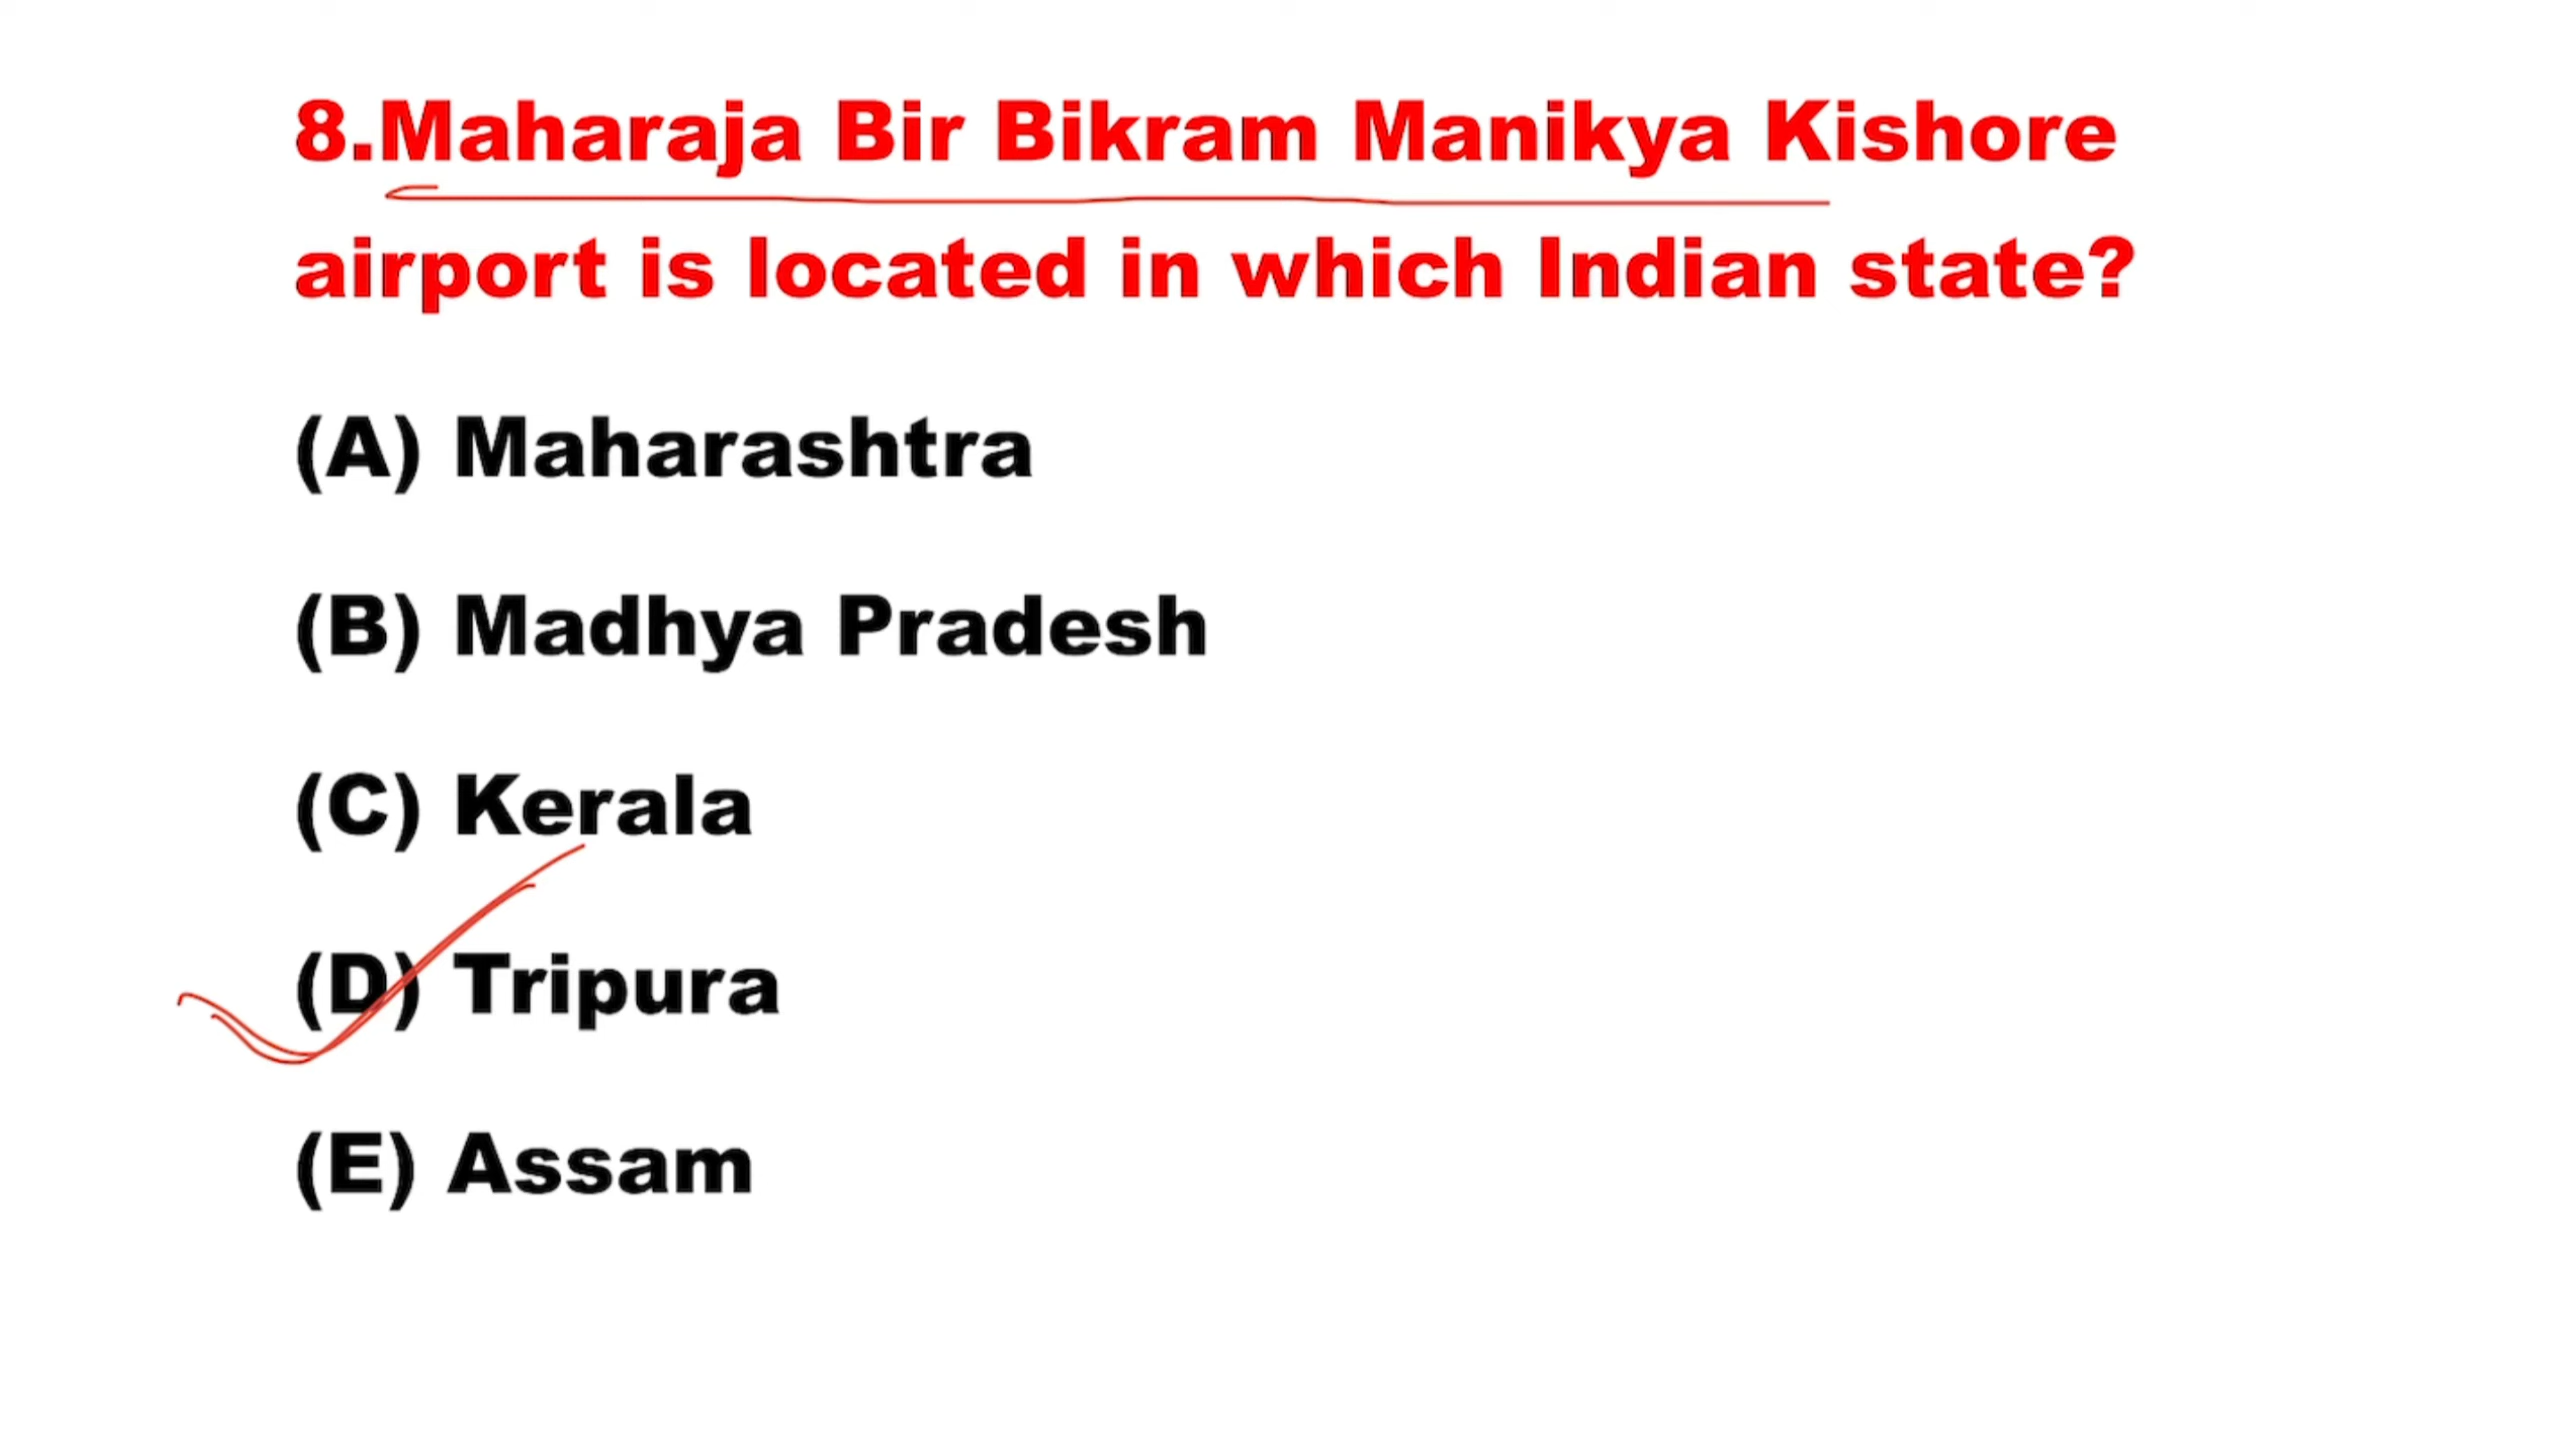 8.Maharaja Bir Bikram Manikya Kishore
airport is located in which Indian state?
(A) Maharashtra
(B) Madhya Pradesh
(C) Kerala
(D) Tripura
(E) Assam